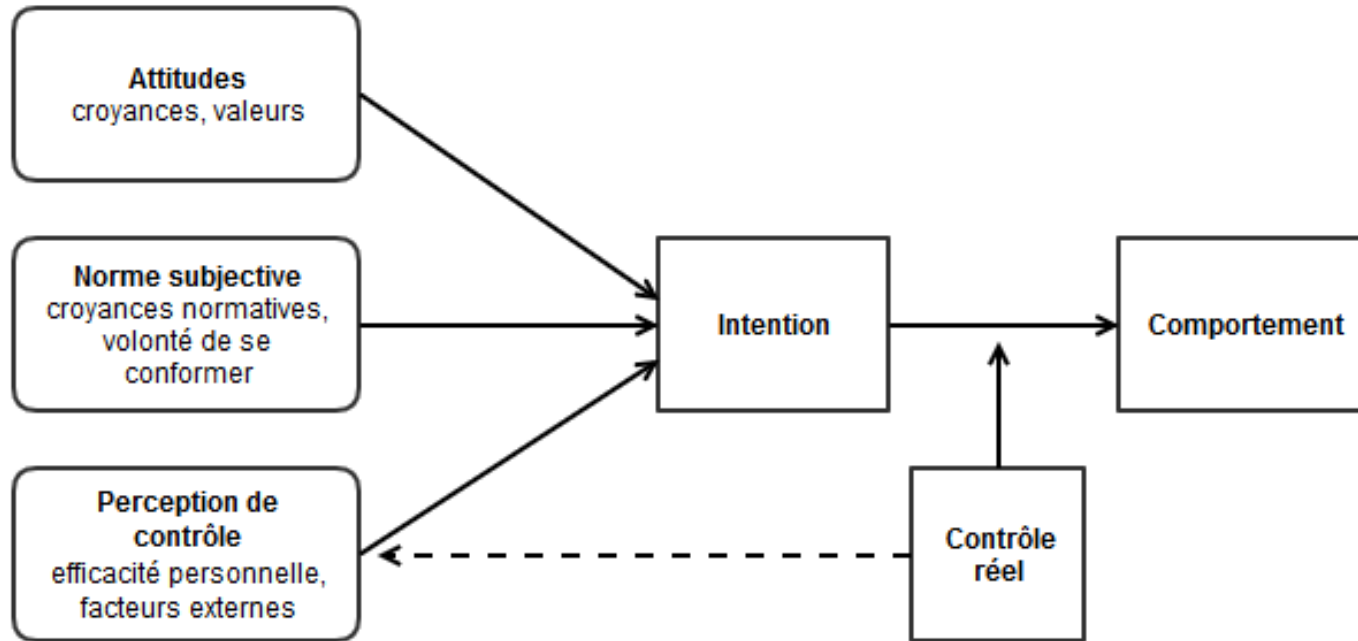 Attitudes
croyances, valeurs
Norme subjective
croyances normatives,
volonté de se
conformer
Perception de
contrôle
efficacité personnelle,
facteurs externes
Intention
Comportement
Contrôle
réel